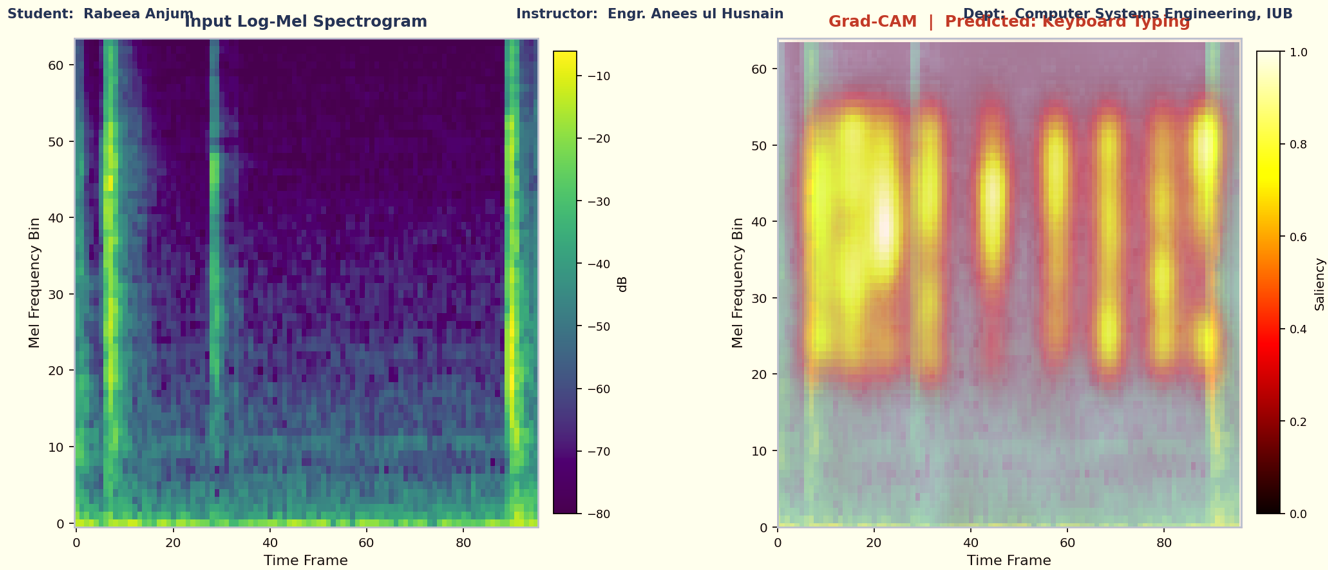 Student:  Rabeea Anjum
Instructor:  Engr. Anees ul Husnain
Dept:  Computer Systems Engineering, IUB
Input Log-Mel Spectrogram
Mel Frequency Bin
60
50
40
30
20
10
0
0 20 40 60 80
Time Frame
−10
−20
−30
−40
−50
−60
−70
−80
dB
Grad-CAM  |  Predicted: Keyboard Typing
Mel Frequency Bin
60
50
40
30
20
10
0
0 20 40 60 80
Time Frame
1.0
0.8
0.6
0.4
0.2
0.0
Saliency